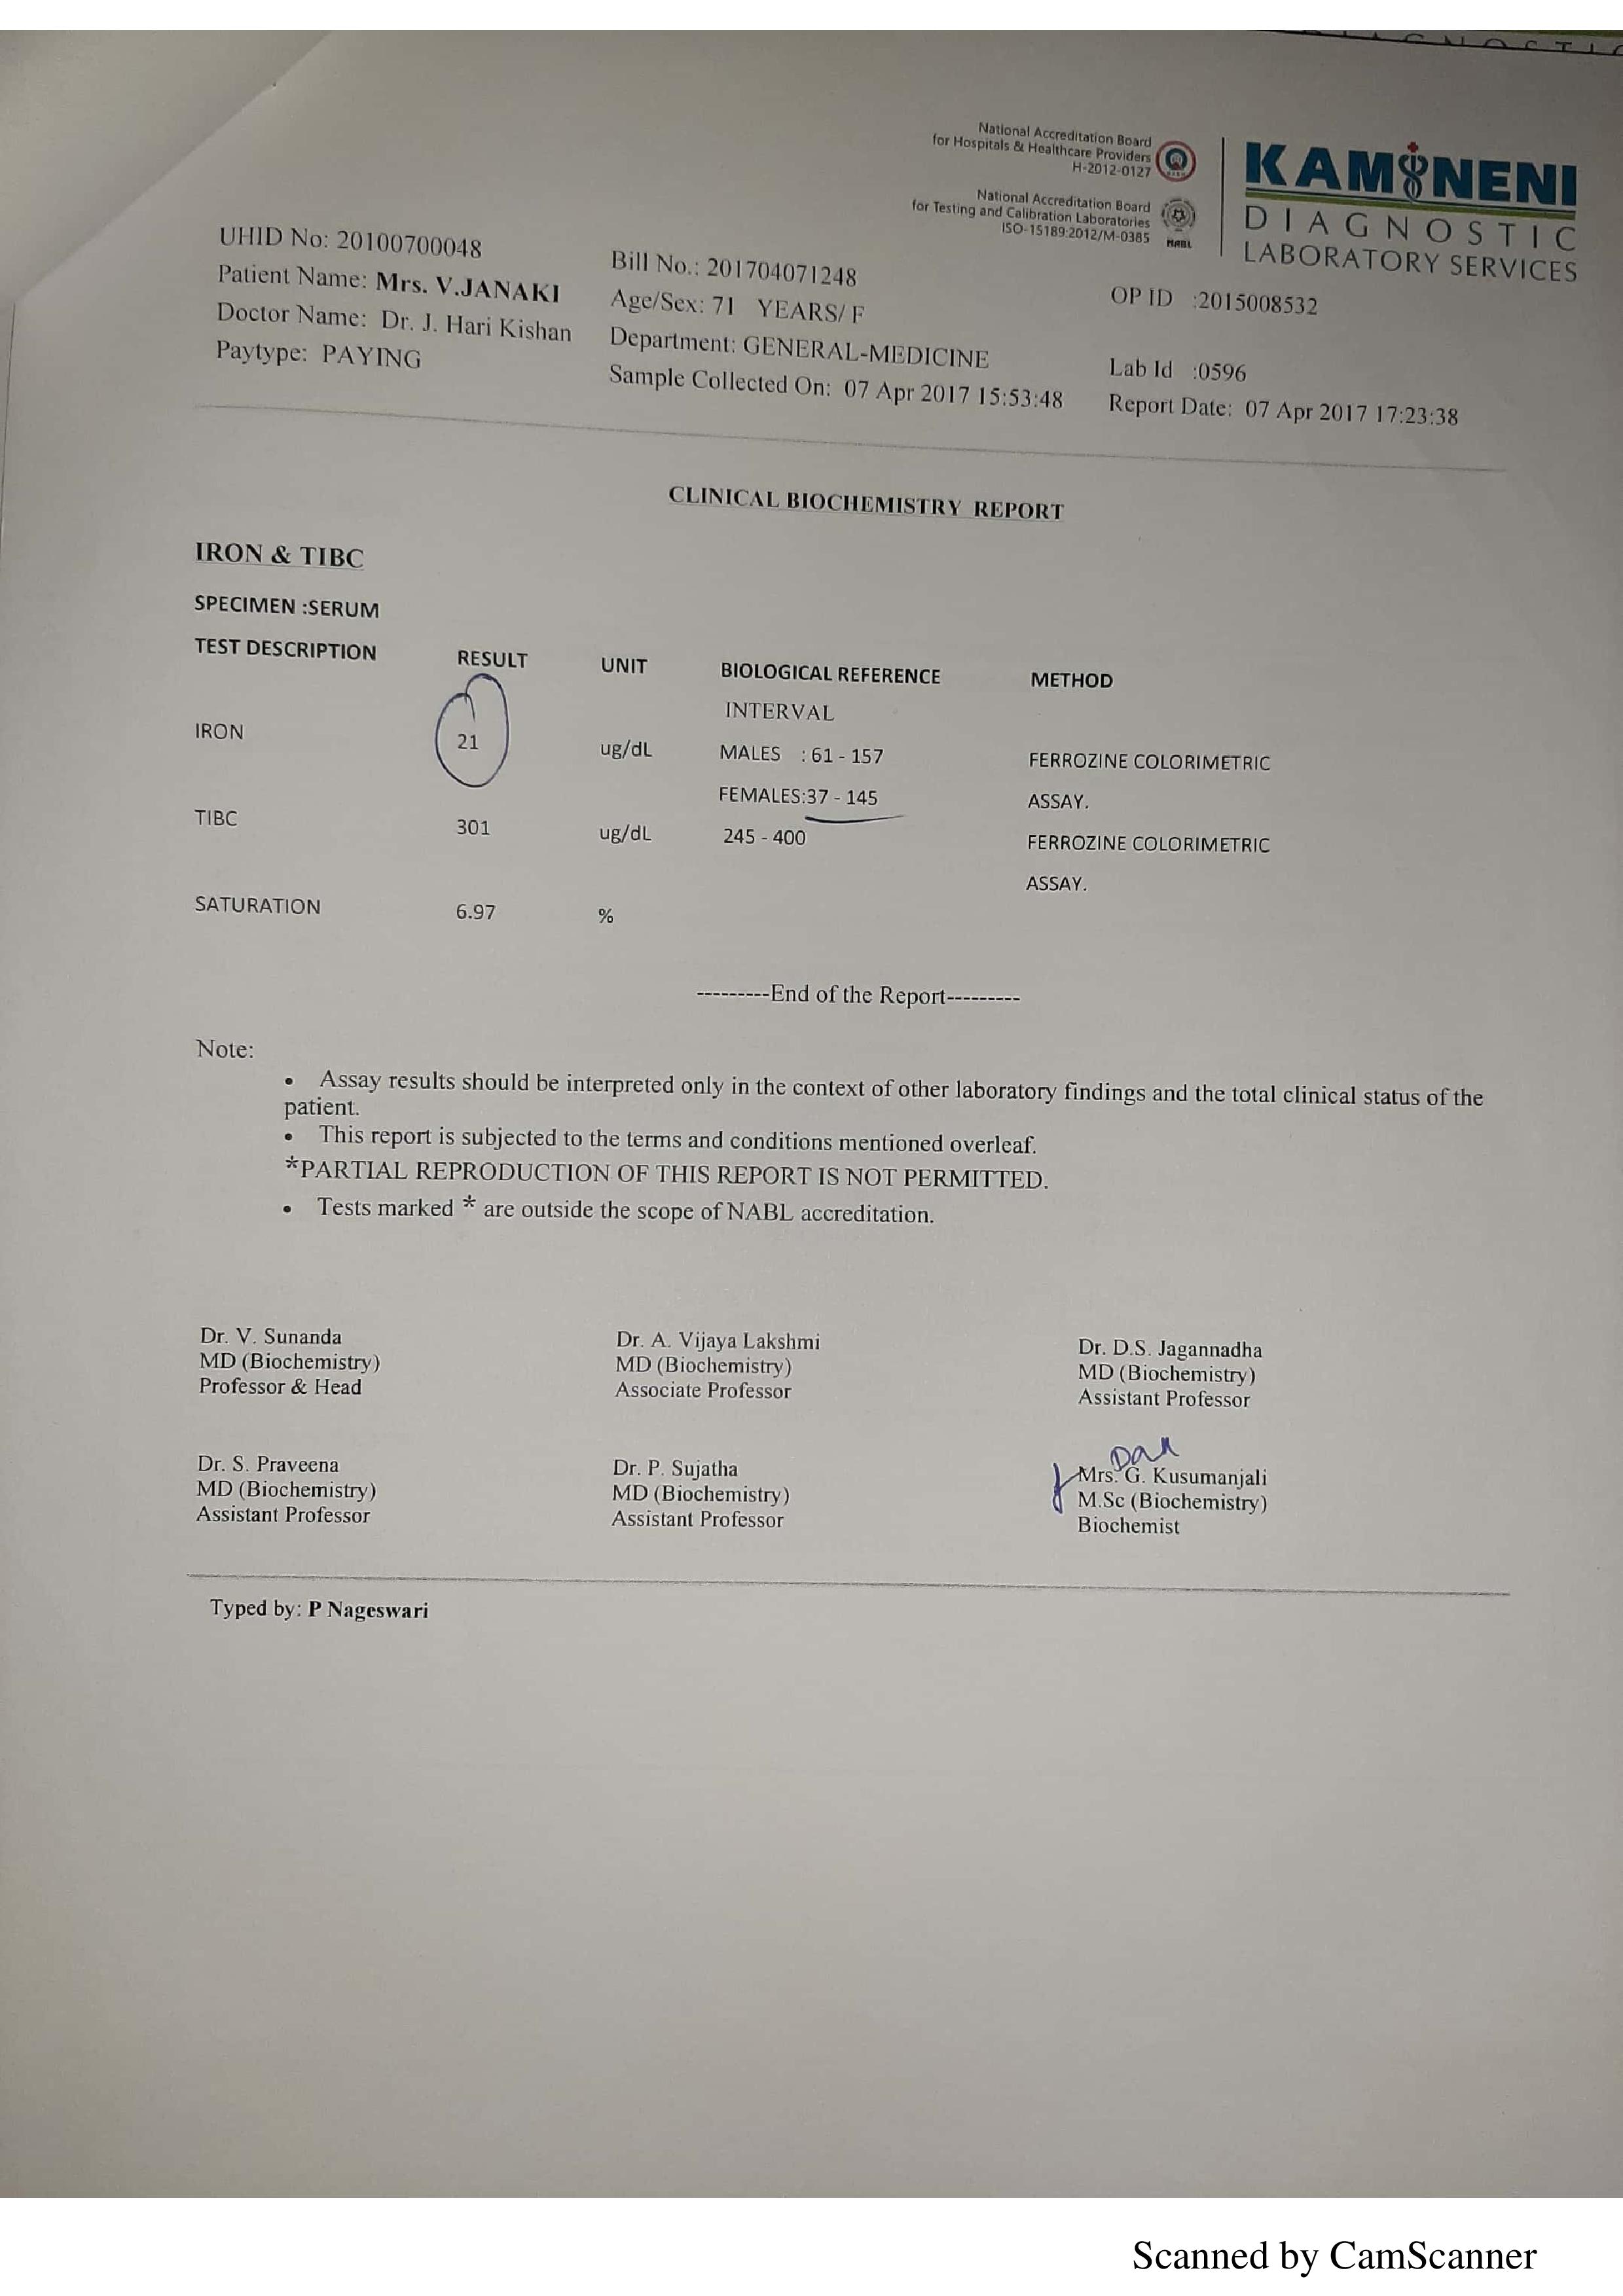 National Accreditation Board
for Hospitals & Healthcare Providers
H-2012-0127
National Accreditation Board
for Testing and Calibration Laboratories
ISO-15189:2012/M-0385
NABL
KAMINENI
DIAGNOSTIC
LABORATORY SERVICES
UHID No: 20100700048
Patient Name: Mrs. V.JANAKI
Doctor Name: Dr. J. Hari Kishan
Paytype: PAYING
Bill No.: 201704071248
Age/Sex: 71 YEARS/ F
Department: GENERAL-MEDICINE
Sample Collected On: 07 Apr 2017 15:53:48
OP ID :2015008532
Lab Id :0596
Report Date: 07 Apr 2017 17:23:38
CLINICAL BIOCHEMISTRY REPORT
IRON & TIBC
SPECIMEN :SERUM
TEST DESCRIPTION RESULT UNIT BIOLOGICAL REFERENCE METHOD
INTERVAL
IRON 21 ug/dL MALES : 61 - 157 FERROZINE COLORIMETRIC
FEMALES:37 - 145 ASSAY.
TIBC 301 ug/dL 245 - 400 FERROZINE COLORIMETRIC
ASSAY.
SATURATION 6.97 %
---------End of the Report---------
Note:
• Assay results should be interpreted only in the context of other laboratory findings and the total clinical status of the
patient.
• This report is subjected to the terms and conditions mentioned overleaf.
*PARTIAL REPRODUCTION OF THIS REPORT IS NOT PERMITTED.
• Tests marked * are outside the scope of NABL accreditation.
Dr. V. Sunanda
MD (Biochemistry)
Professor & Head
Dr. A. Vijaya Lakshmi
MD (Biochemistry)
Associate Professor
Dr. D.S. Jagannadha
MD (Biochemistry)
Assistant Professor
Dr. S. Praveena
MD (Biochemistry)
Assistant Professor
Dr. P. Sujatha
MD (Biochemistry)
Assistant Professor
Mrs. G. Kusumanjali
M.Sc (Biochemistry)
Biochemist
Typed by: P Nageswari
Scanned by CamScanner